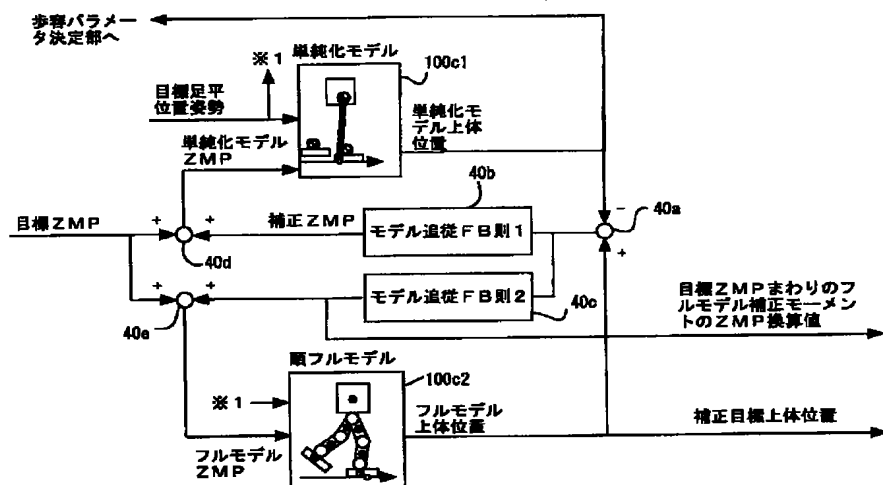 歩容パラメー
タ決定部へ
※1
単純化モデル
100c1
目標足平
位置姿勢
単純化モ
デル上体
位置
単純化モデル
ZMP
40b
目標ZMP
+
+
補正ZMP
モデル追従FB則1
-
40a
+
40d
+
+
モデル追従FB則2
40c
40e
目標ZMPまわりのフ
ルモデル補正モーメン
トのZMP換算値
順フルモデル
100c2
※1
フルモデル
上体位置
補正目標上体位置
フルモデル
ZMP